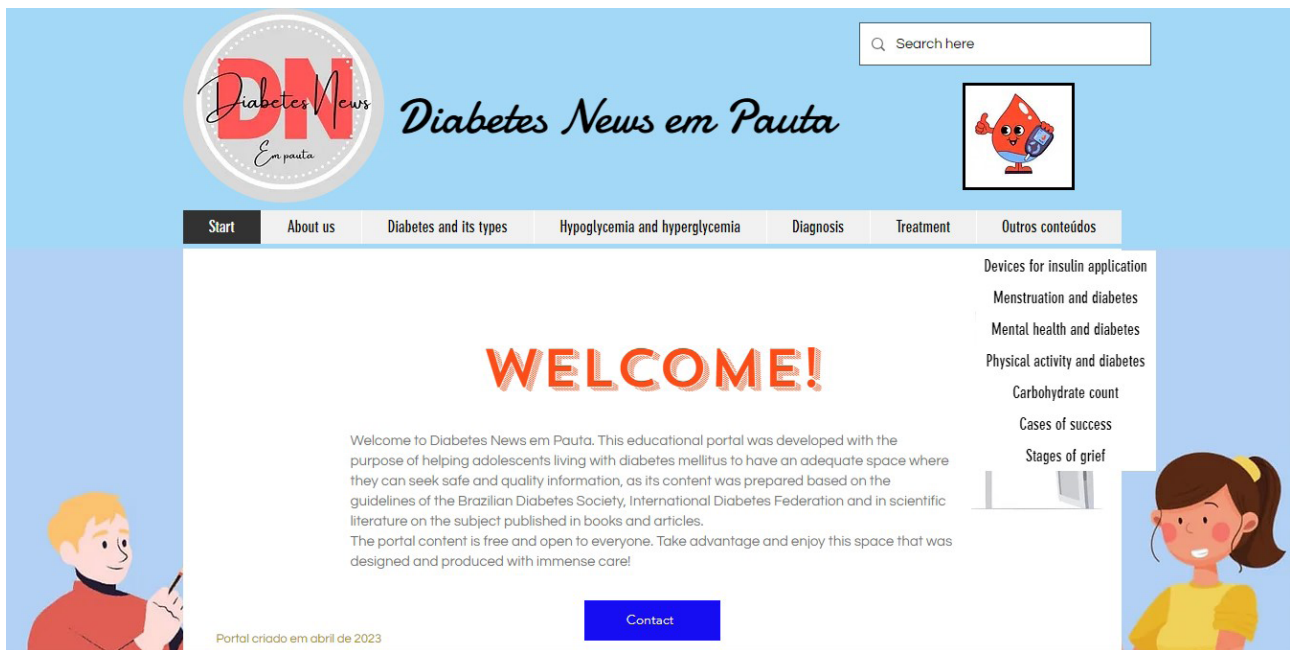 Search here
DN
Diabetes News
Em pauta
Diabetes News em Pauta
Start About us Diabetes and its types Hypoglycemia and hyperglycemia Diagnosis Treatment Outros conteúdos
Devices for insulin application
Menstruation and diabetes
Mental health and diabetes
Physical activity and diabetes
Carbohydrate count
Cases of success
Stages of grief
WELCOME!
Welcome to Diabetes News em Pauta. This educational portal was developed with the
purpose of helping adolescents living with diabetes mellitus to have an adequate space where
they can seek safe and quality information, as its content was prepared based on the
guidelines of the Brazilian Diabetes Society, International Diabetes Federation and in scientific
literature on the subject published in books and articles.
The portal content is free and open to everyone. Take advantage and enjoy this space that was
designed and produced with immense care!
Contact
Portal criado em abril de 2023